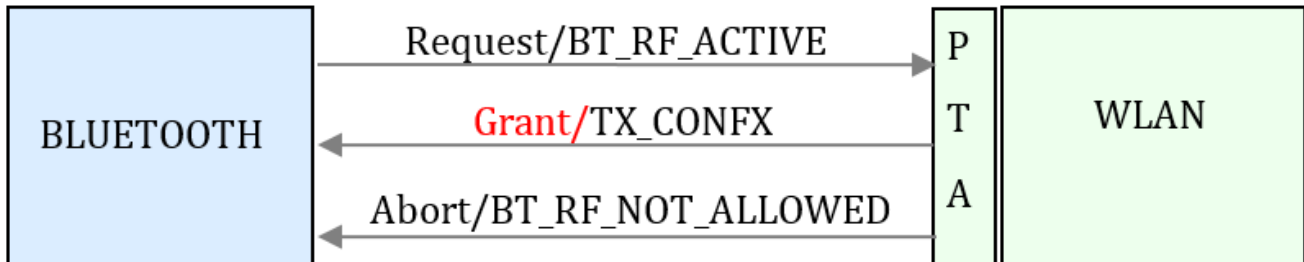 Request/BT_RF_ACTIVE
Grant/TX_CONFX
Abort/BT_RF_NOT_ALLOWED
BLUETOOTH
P
T
A
WLAN